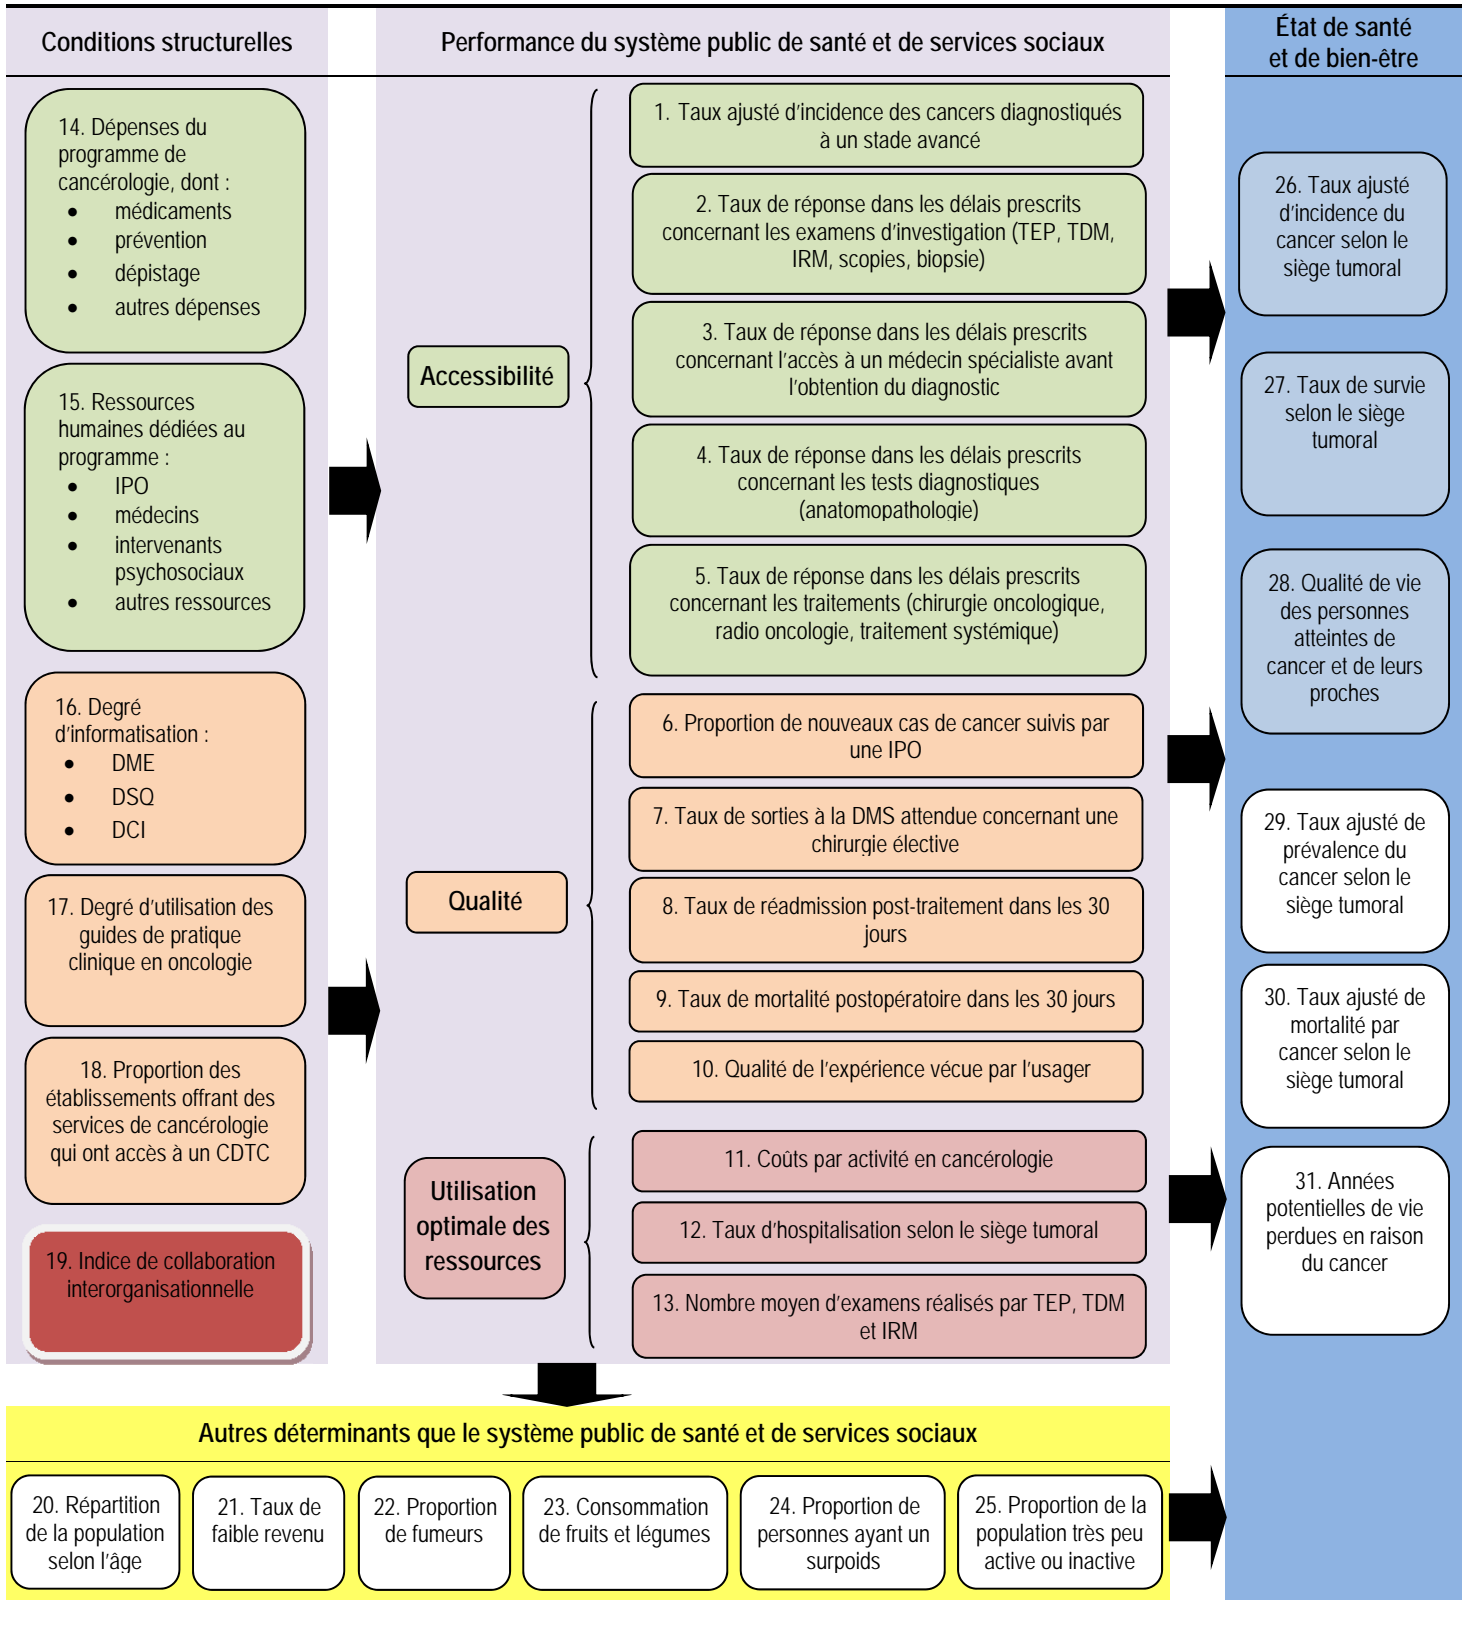 Conditions structurelles
Performance du système public de santé et de services sociaux
État de santé
et de bien-être
14. Dépenses du
programme de
cancérologie, dont :
• médicaments
• prévention
• dépistage
• autres dépenses
15. Ressources
humaines dédiées au
programme :
• IPO
• médecins
• intervenants
psychosociaux
• autres ressources
16. Degré
d'informatisation :
• DME
• DSQ
• DCI
17. Degré d'utilisation des
guides de pratique
clinique en oncologie
18. Proportion des
établissements offrant des
services de cancérologie
qui ont accès à un CDTC
19. Indice de collaboration
interorganisationnelle
Accessibilité
1. Taux ajusté d'incidence des cancers diagnostiqués
à un stade avancé
2. Taux de réponse dans les délais prescrits
concernant les examens d'investigation (TEP, TDM,
IRM, scopies, biopsie)
3. Taux de réponse dans les délais prescrits
concernant l'accès à un médecin spécialiste avant
l'obtention du diagnostic
4. Taux de réponse dans les délais prescrits
concernant les tests diagnostiques
(anatomopathologie)
5. Taux de réponse dans les délais prescrits
concernant les traitements (chirurgie oncologique,
radio oncologie, traitement systémique)
Qualité
6. Proportion de nouveaux cas de cancer suivis par
une IPO
7. Taux de sorties à la DMS attendue concernant une
chirurgie élective
8. Taux de réadmission post-traitement dans les 30
jours
9. Taux de mortalité postopératoire dans les 30 jours
10. Qualité de l'expérience vécue par l'usager
Utilisation
optimale des
ressources
11. Coûts par activité en cancérologie
12. Taux d'hospitalisation selon le siège tumoral
13. Nombre moyen d'examens réalisés par TEP, TDM
et IRM
26. Taux ajusté
d'incidence du
cancer selon le
siège tumoral
27. Taux de survie
selon le siège
tumoral
28. Qualité de vie
des personnes
atteintes de
cancer et de leurs
proches
29. Taux ajusté de
prévalence du
cancer selon le
siège tumoral
30. Taux ajusté de
mortalité par
cancer selon le
siège tumoral
31. Années
potentielles de vie
perdues en raison
du cancer
Autres déterminants que le système public de santé et de services sociaux
20. Répartition
de la population
selon l'âge
21. Taux de
faible revenu
22. Proportion
de fumeurs
23. Consommation
de fruits et légumes
24. Proportion de
personnes ayant un
surpoids
25. Proportion de la
population très peu
active ou inactive